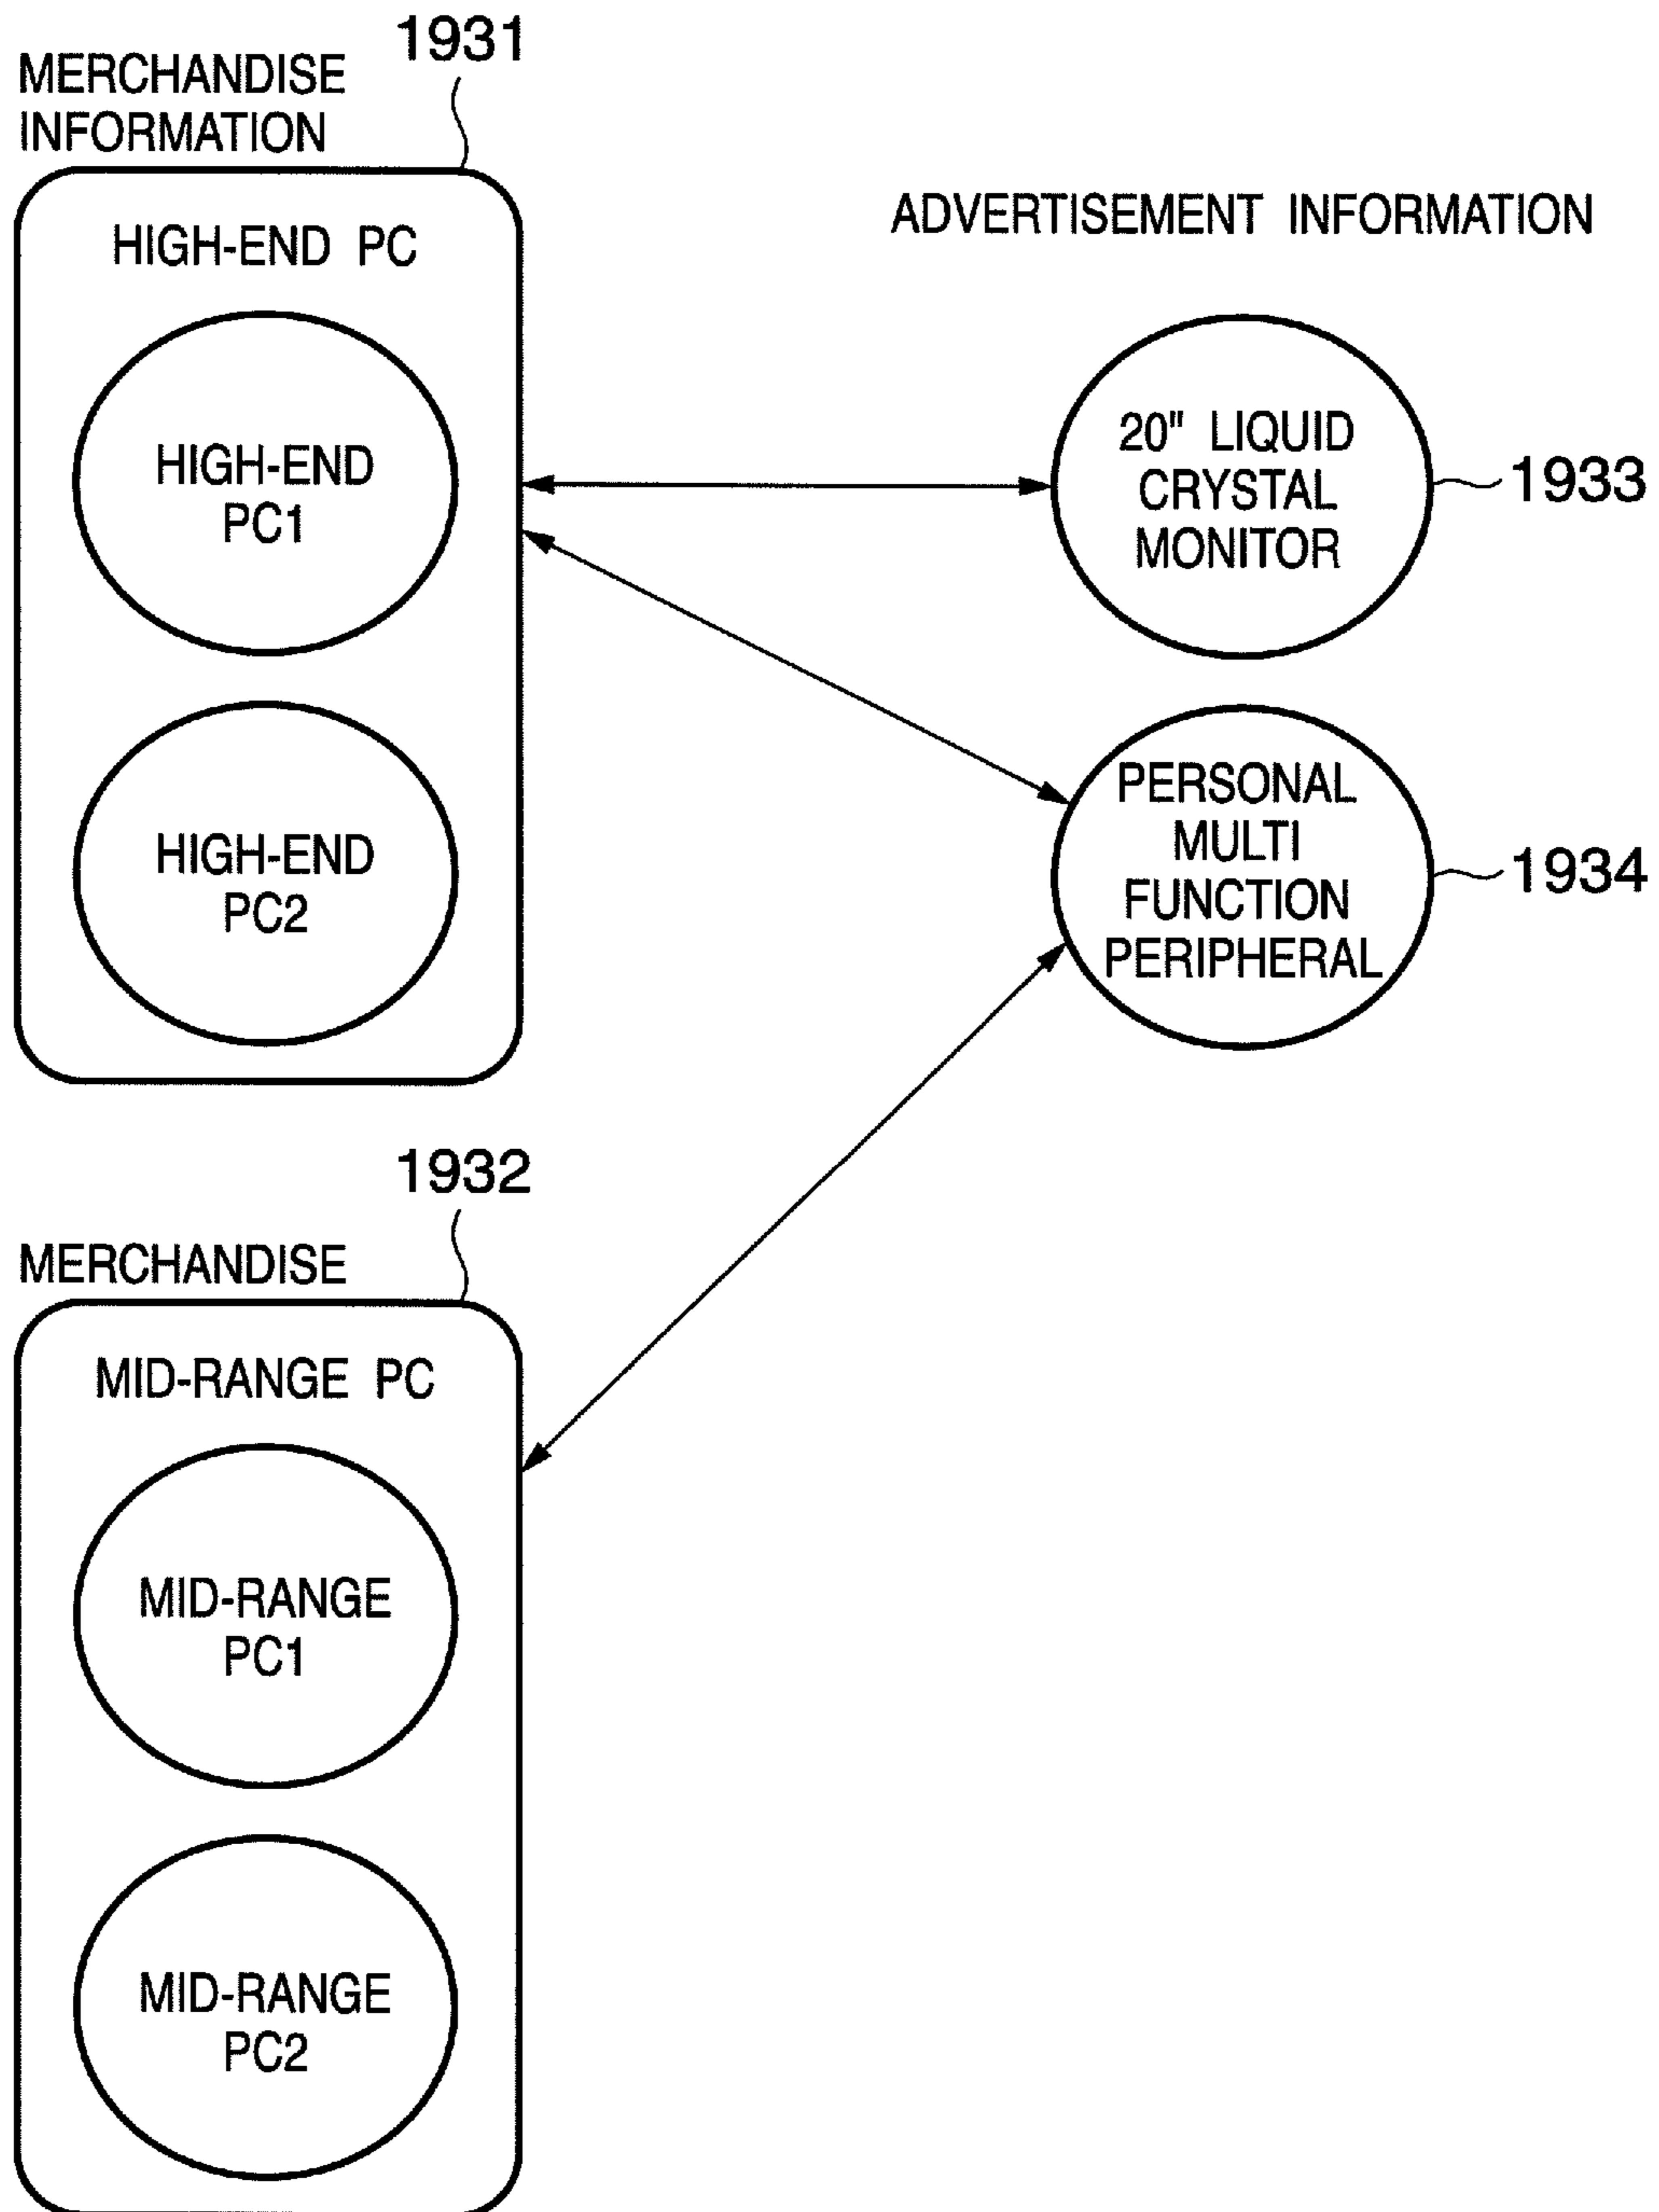 1931
MERCHANDISE
INFORMATION
HIGH-END PC
HIGH-END
PC1
HIGH-END
PC2
ADVERTISEMENT INFORMATION
20" LIQUID
CRYSTAL
MONITOR
1933
PERSONAL
MULTI
FUNCTION
PERIPHERAL
1934
1932
MERCHANDISE
MID-RANGE PC
MID-RANGE
PC1
MID-RANGE
PC2